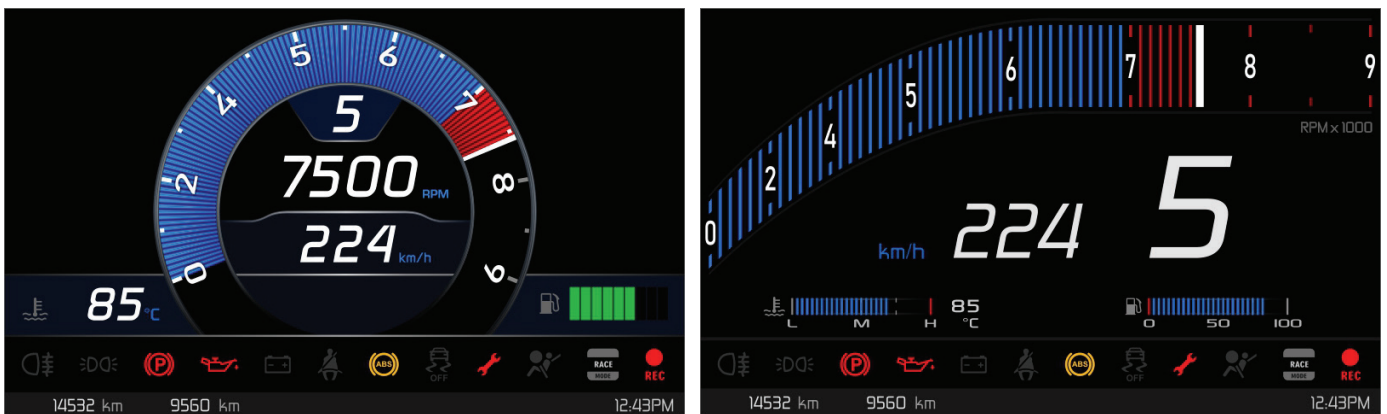 5 6
4 7
5
7500 RPM
2 8
224 km/h
0 9
85 °C
P ABS OFF RACE MODE REC
14532 km 9560 km 12:43PM
0 2 4 5 6 7 8 9
RPM x 1000
5
km/h 224
85 °C
L M H
0 50 100
P ABS OFF RACE MODE REC
14532 km 9560 km 12:43PM